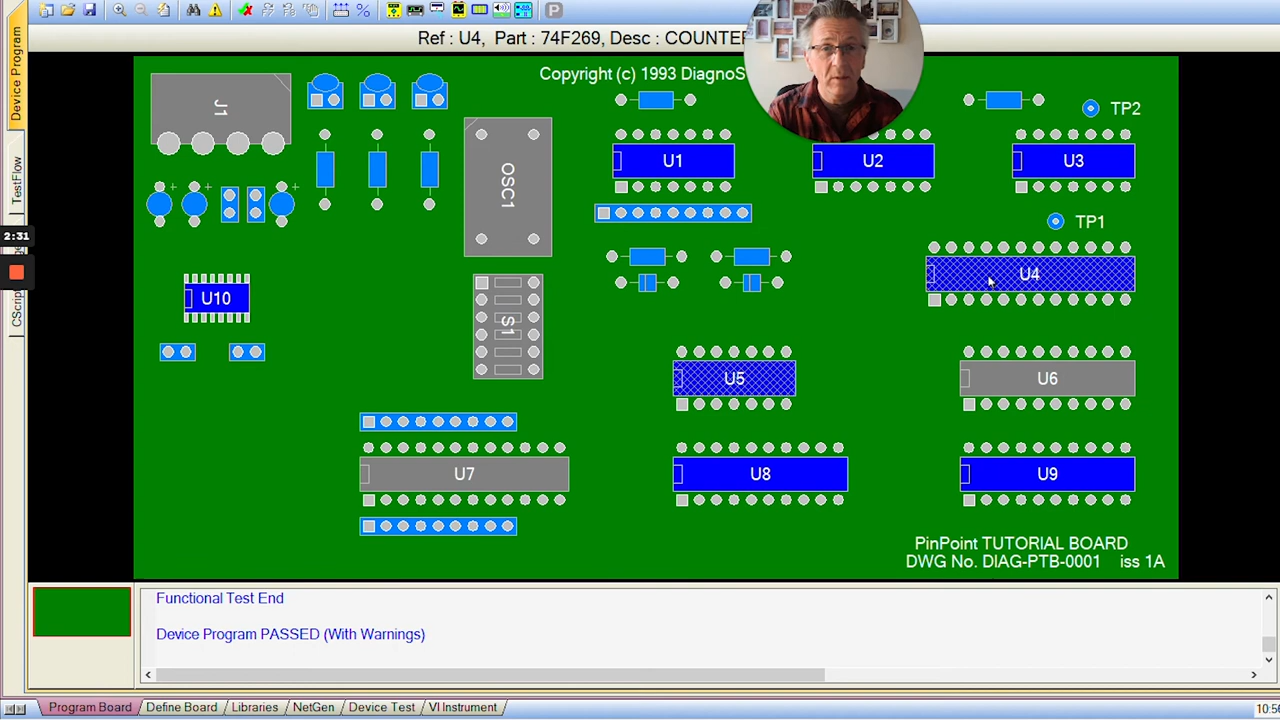 Ref : U4, Part : 74F269, Desc : COUNTE
Copyright (c) 1993 Diagno
Device Program
TestFlow
CScrip
2:31
J1
OSC1
S1
U1
U2
U3
TP2
TP1
U4
U10
U5
U6
U7
U8
U9
PinPoint TUTORIAL BOARD
DWG No. DIAG-PTB-0001 iss 1A
Functional Test End
Device Program PASSED (With Warnings)
Program Board Define Board Libraries NetGen Device Test VI Instrument
10:5